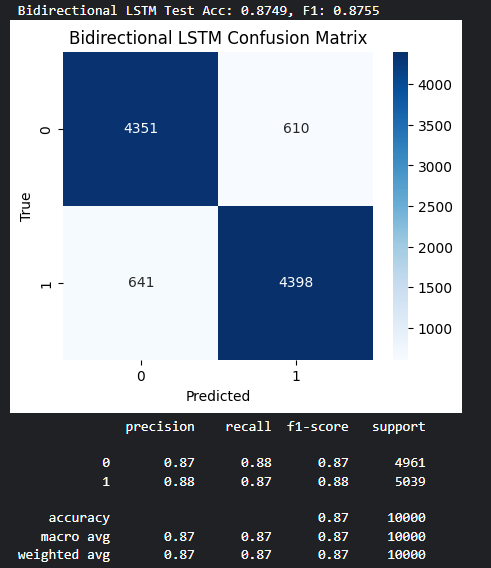 Bidirectional LSTM Test Acc: 0.8749, F1: 0.8755
Bidirectional LSTM Confusion Matrix
4000
0 4351 610
3500
3000
True
2500
2000
1 641 4398
1500
1000
0 1
Predicted
precision recall f1-score support
0 0.87 0.88 0.87 4961
1 0.88 0.87 0.88 5039
accuracy 0.87 10000
macro avg 0.87 0.87 0.87 10000
weighted avg 0.87 0.87 0.87 10000